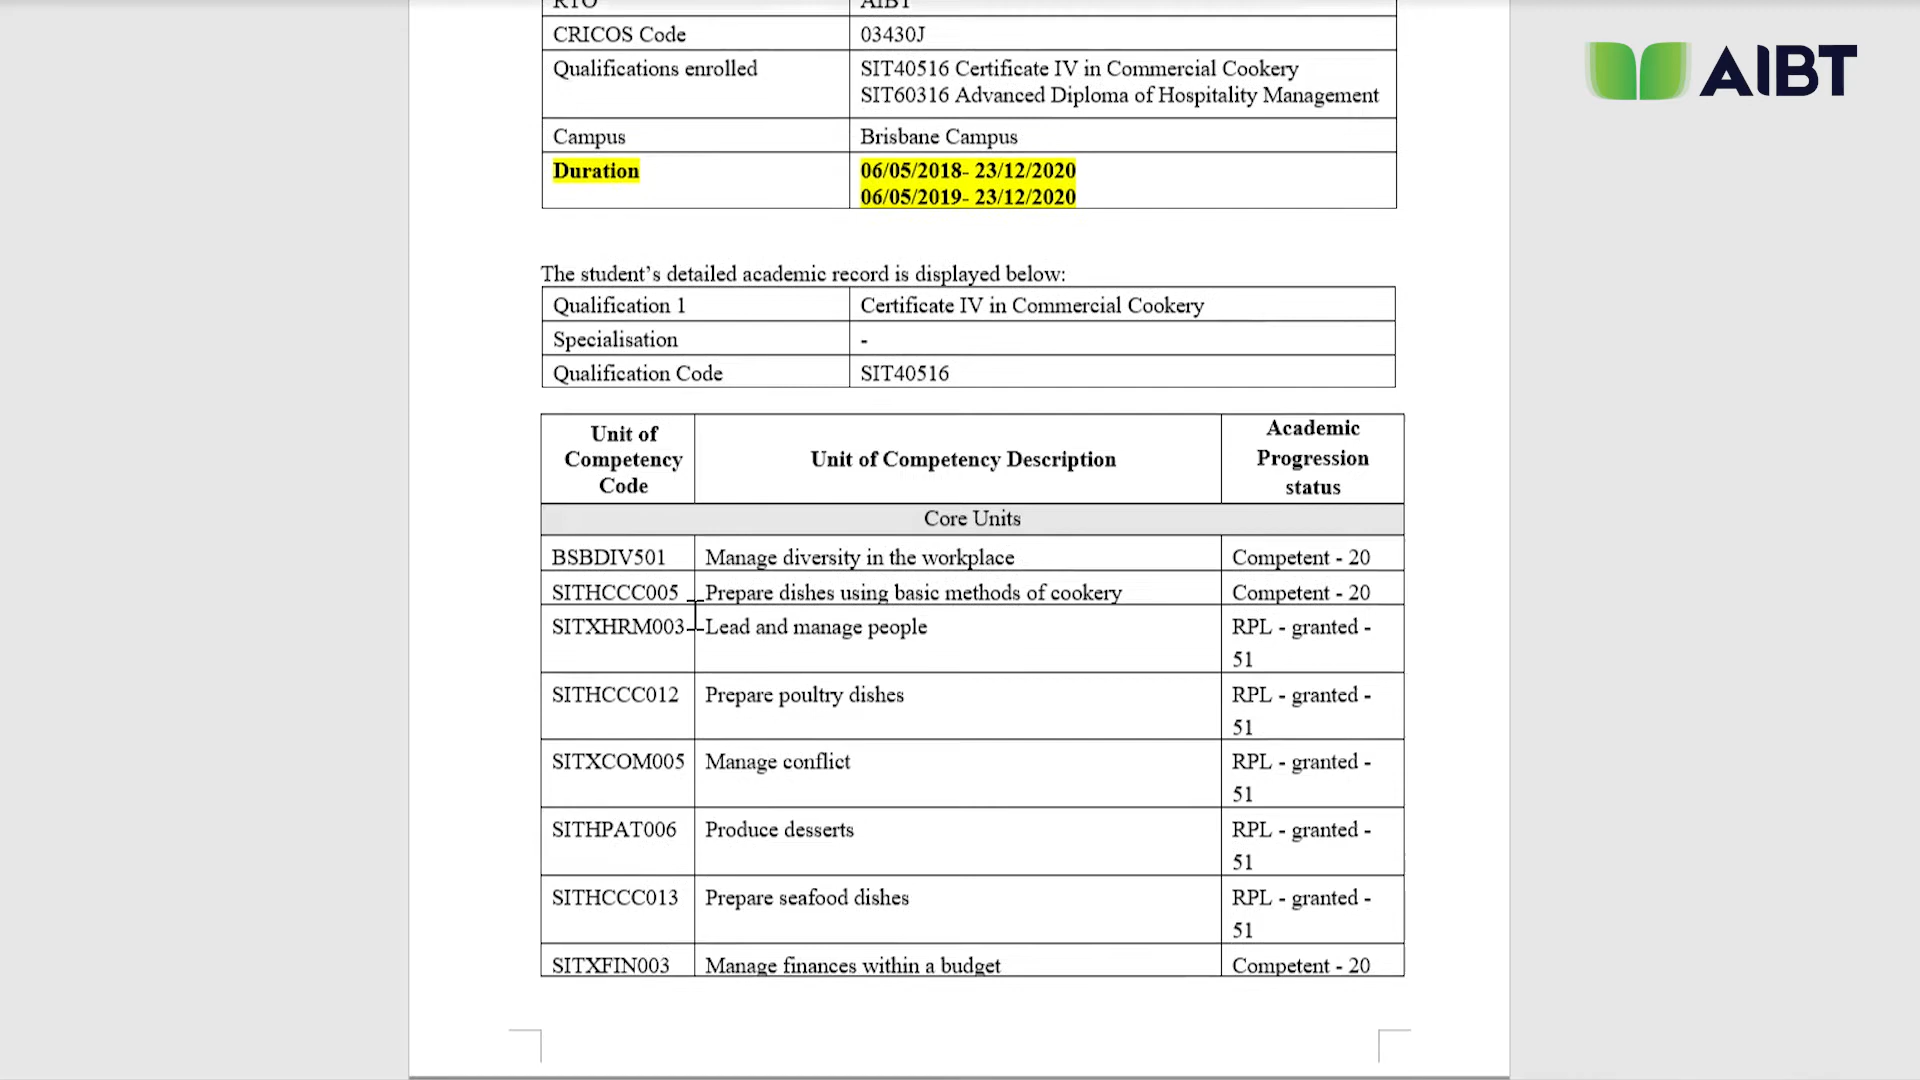 RTO AIBT
AIBT
CRICOS Code 03430J
Qualifications enrolled SIT40516 Certificate IV in Commercial Cookery
SIT60316 Advanced Diploma of Hospitality Management
Campus Brisbane Campus
Duration 06/05/2018- 23/12/2020
06/05/2019- 23/12/2020
The student’s detailed academic record is displayed below:
Qualification 1 Certificate IV in Commercial Cookery
Specialisation -
Qualification Code SIT40516
Unit of Competency Code
Unit of Competency Description
Academic Progression status
Core Units
BSBDIV501 Manage diversity in the workplace Competent - 20
SITHCCC005 Prepare dishes using basic methods of cookery Competent - 20
SITXHRM003 Lead and manage people RPL - granted -
51
SITHCCC012 Prepare poultry dishes RPL - granted -
51
SITXCOM005 Manage conflict RPL - granted -
51
SITHPAT006 Produce desserts RPL - granted -
51
SITHCCC013 Prepare seafood dishes RPL - granted -
51
SITXFIN003 Manage finances within a budget Competent - 20